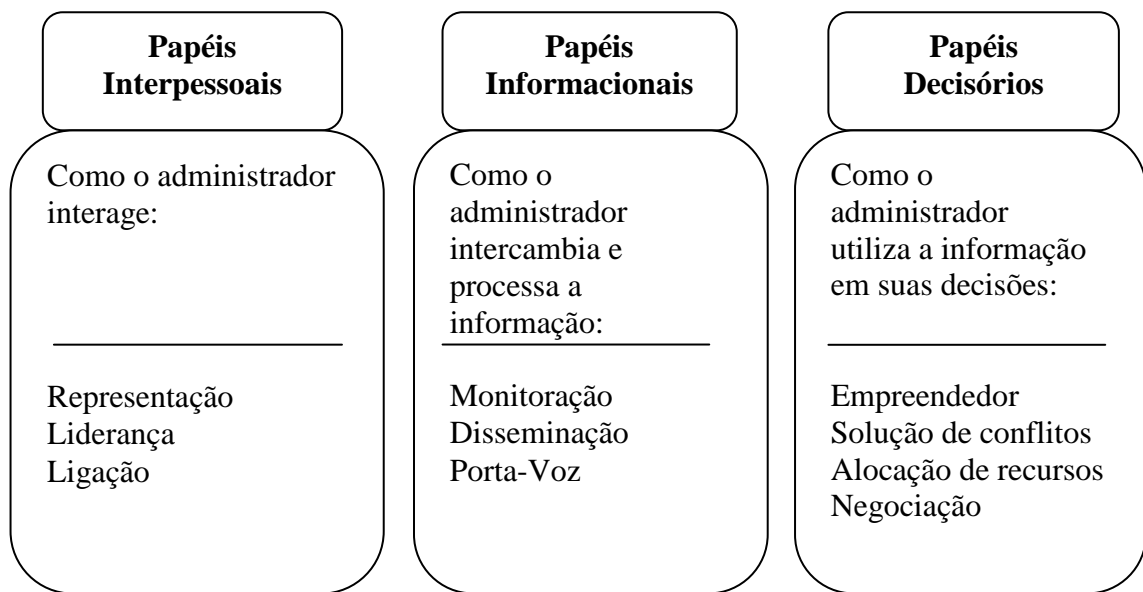 Papéis
Interpessoais
Como o administrador
interage:
Representação
Liderança
Ligação
Papéis
Informacionais
Como o
administrador
intercambia e
processa a
informação:
Monitoração
Disseminação
Porta-Voz
Papéis
Decisórios
Como o
administrador
utiliza a informação
em suas decisões:
Empreendedor
Solução de conflitos
Alocação de recursos
Negociação